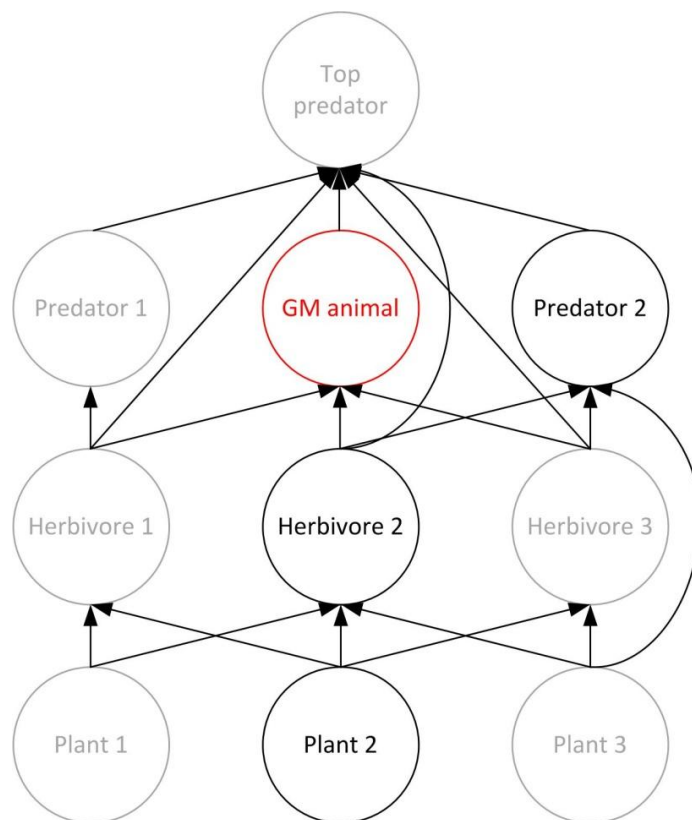 Top
predator
Predator 1
GM animal
Predator 2
Herbivore 1
Herbivore 2
Herbivore 3
Plant 1
Plant 2
Plant 3